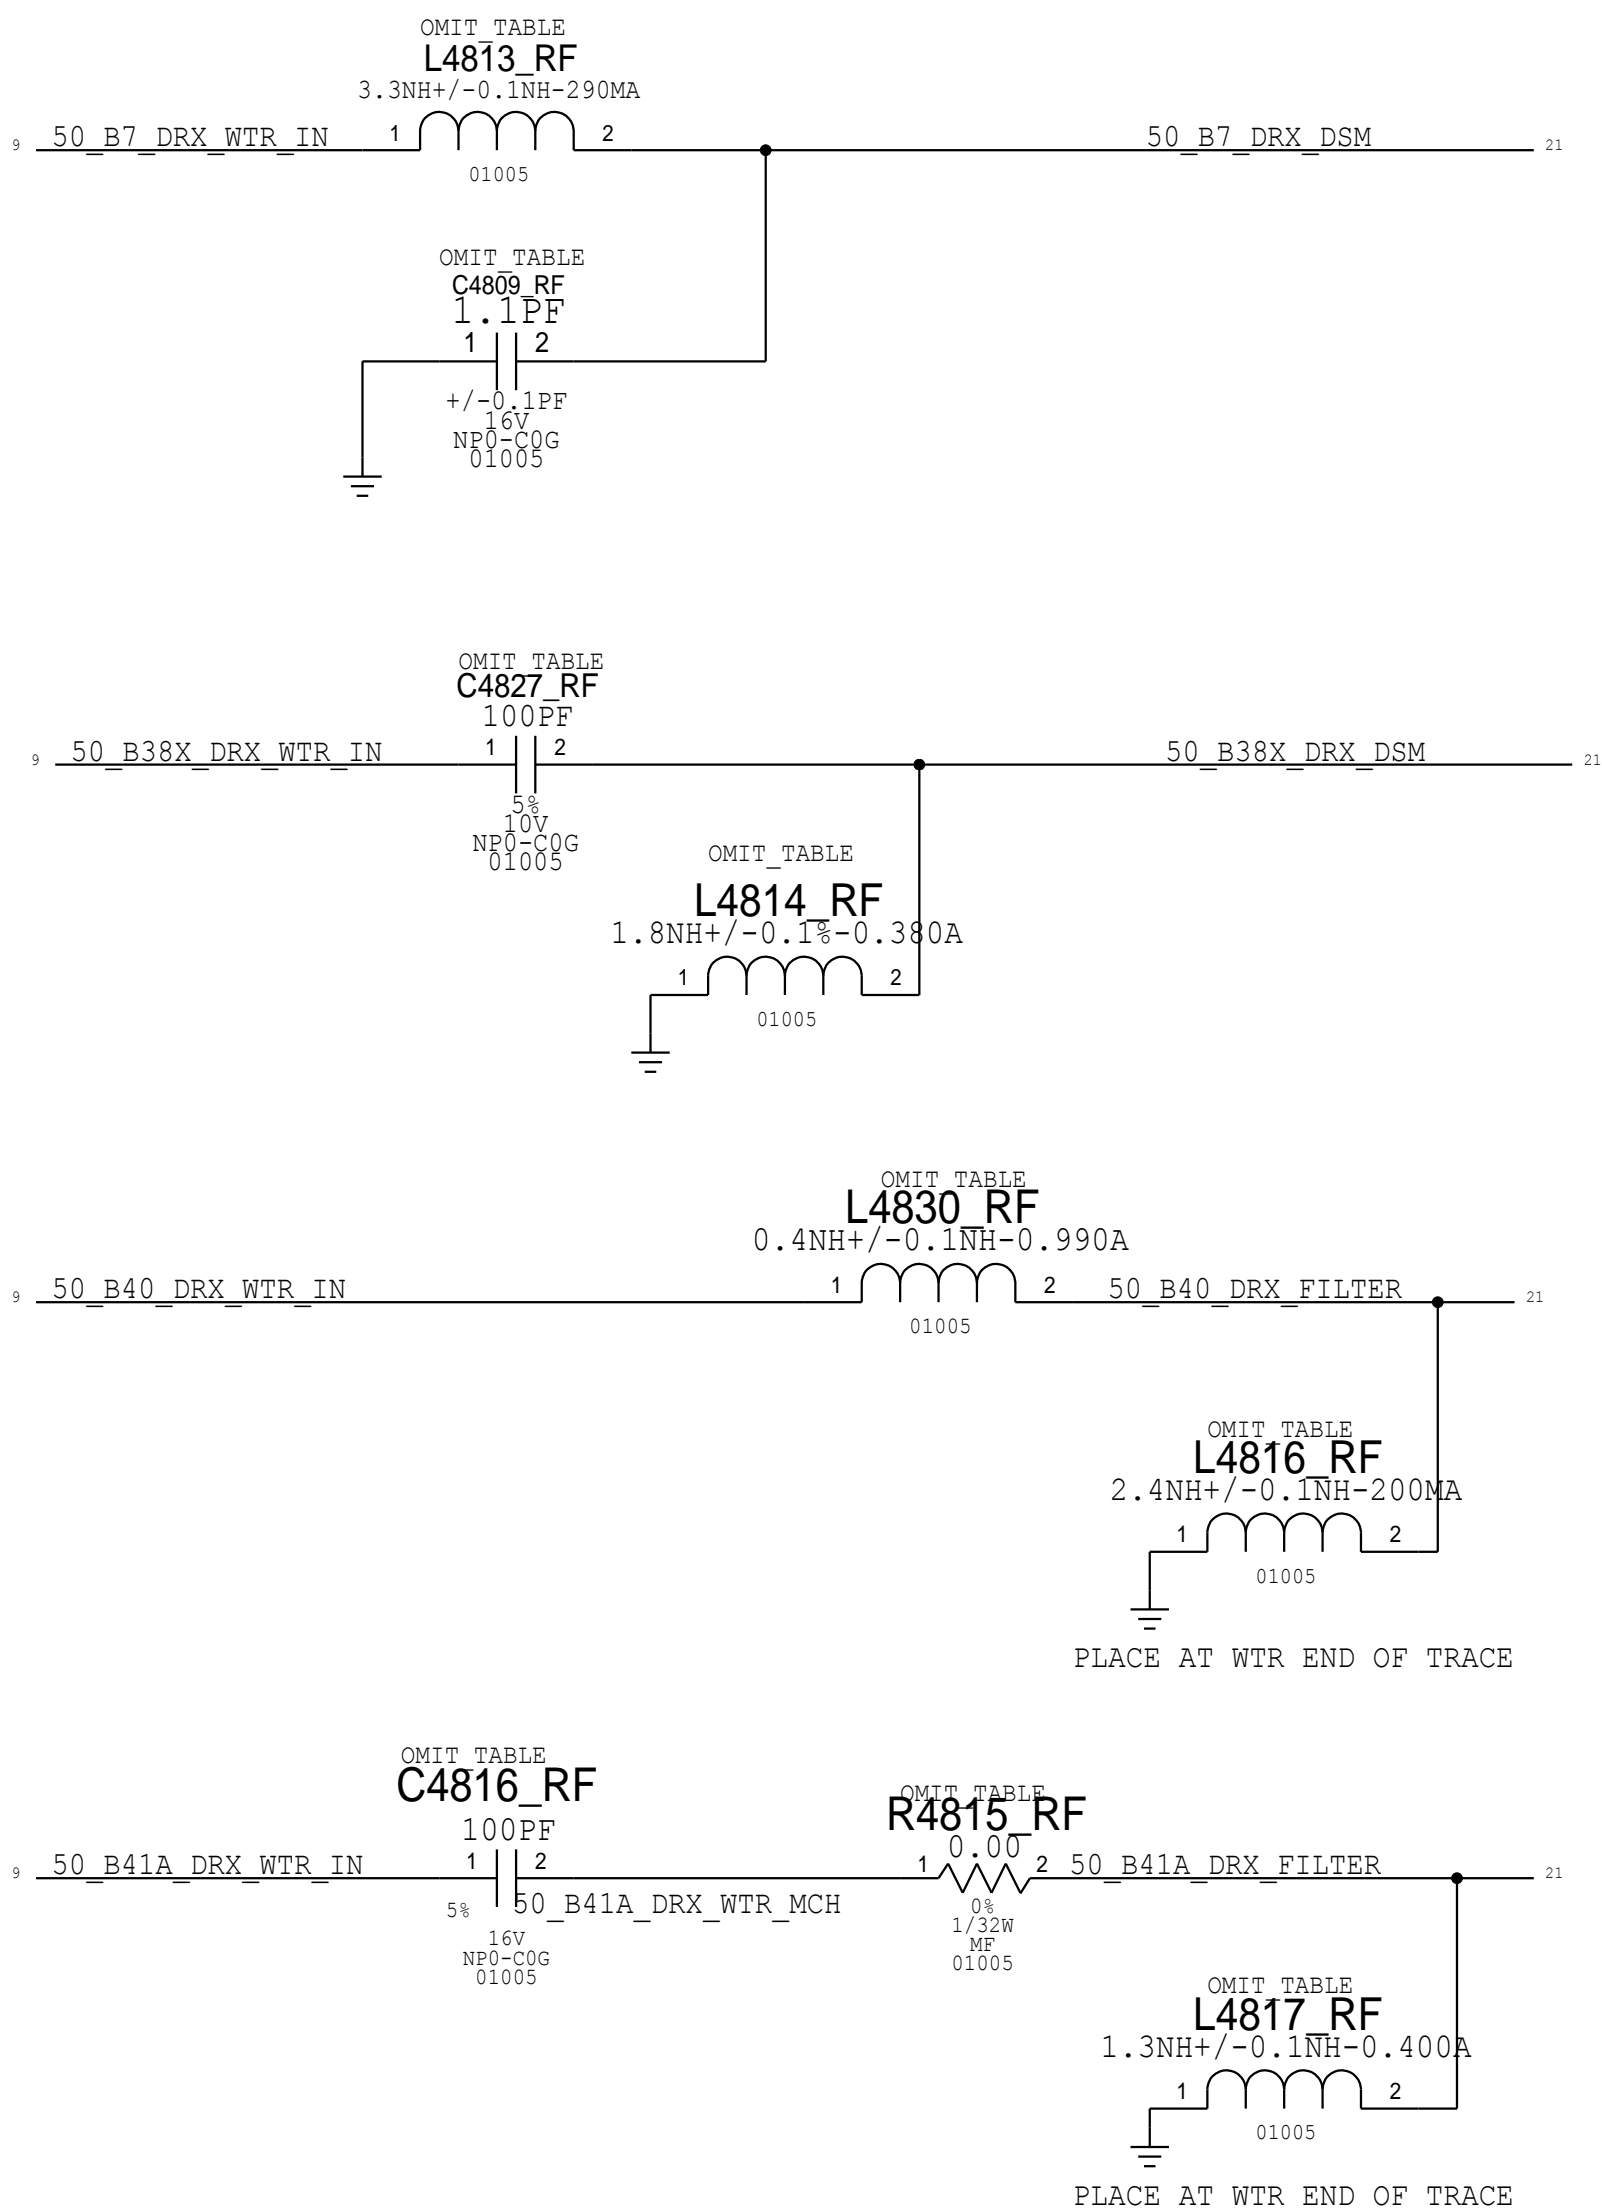 OMIT_TABLE
L4813_RF
3.3NH+/-0.1NH-290MA
9 50_B7_DRX_WTR_IN 1 2 50_B7_DRX_DSM 21
01005
OMIT_TABLE
C4809_RF
1.1PF
1 2
+/-0.1PF
16V
NP0-C0G
01005
OMIT_TABLE
C4827_RF
100PF
9 50_B38X_DRX_WTR_IN 1 2 50_B38X_DRX_DSM 21
5%
10V
NP0-C0G
01005
OMIT_TABLE
L4814_RF
1.8NH+/-0.1%-0.380A
1 2
01005
OMIT_TABLE
L4830_RF
0.4NH+/-0.1NH-0.990A
9 50_B40_DRX_WTR_IN 1 2 50_B40_DRX_FILTER 21
01005
OMIT_TABLE
L4816_RF
2.4NH+/-0.1NH-200MA
1 2
01005
PLACE AT WTR END OF TRACE
OMIT_TABLE
C4816_RF
100PF
OMIT_TABLE
R4815_RF
0.00
9 50_B41A_DRX_WTR_IN 1 2 1 2 50_B41A_DRX_FILTER 21
5% 50_B41A_DRX_WTR_MCH
16V
NP0-C0G
01005
0%
1/32W
MF
01005
OMIT_TABLE
L4817_RF
1.3NH+/-0.1NH-0.400A
1 2
01005
PLACE AT WTR END OF TRACE